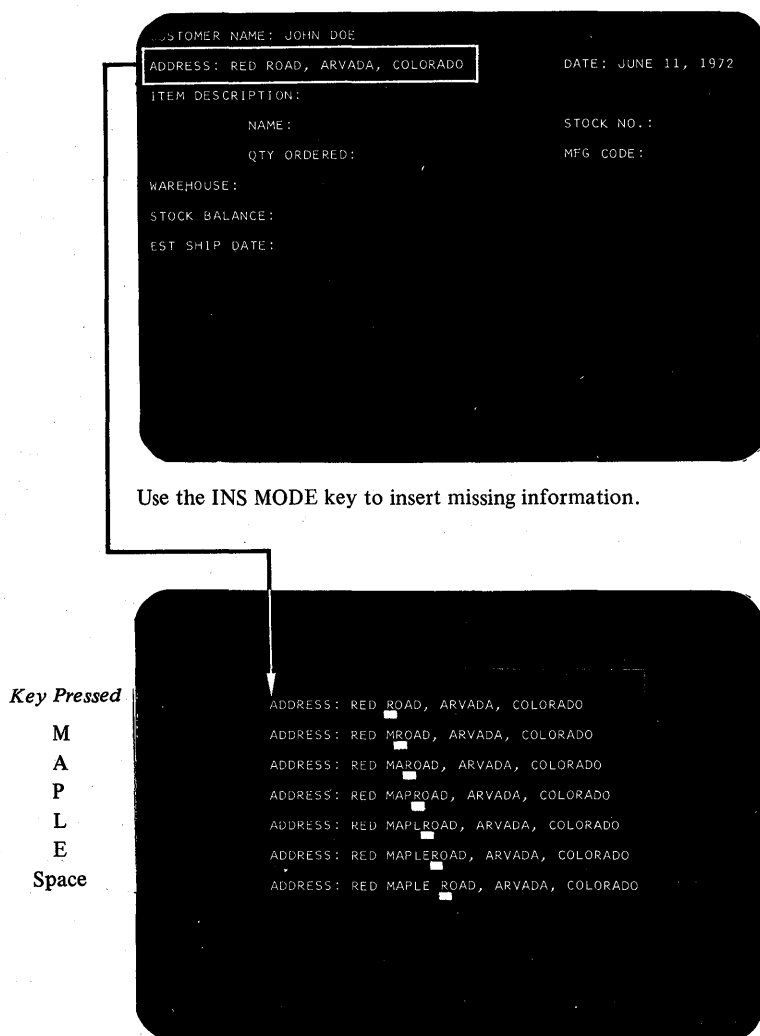 CUSTOMER NAME: JOHN DOE
ADDRESS: RED ROAD, ARVADA, COLORADO DATE: JUNE 11, 1972
ITEM DESCRIPTION:
NAME: STOCK NO.:
QTY ORDERED: MFG CODE:
WAREHOUSE:
STOCK BALANCE:
EST SHIP DATE:
Use the INS MODE key to insert missing information.
Key Pressed
ADDRESS: RED ROAD, ARVADA, COLORADO
M ADDRESS: RED MROAD, ARVADA, COLORADO
A ADDRESS: RED MAROAD, ARVADA, COLORADO
P ADDRESS: RED MAPROAD, ARVADA, COLORADO
L ADDRESS: RED MAPLROAD, ARVADA, COLORADO
E ADDRESS: RED MAPLEROAD, ARVADA, COLORADO
Space ADDRESS: RED MAPLE ROAD, ARVADA, COLORADO